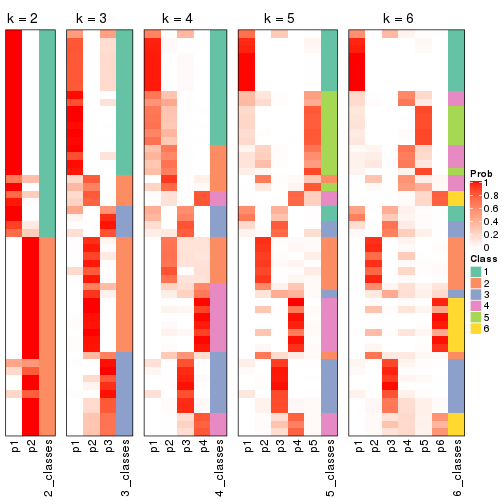 k = 2
k = 3
k = 4
k = 5
k = 6
Prob
1
0.8
0.6
0.4
0.2
0
Class
1
2
3
4
5
6
p1
p2
2_classes
p1
p2
p3
3_classes
p1
p2
p3
p4
4_classes
p1
p2
p3
p4
p5
5_classes
p1
p2
p3
p4
p5
p6
6_classes